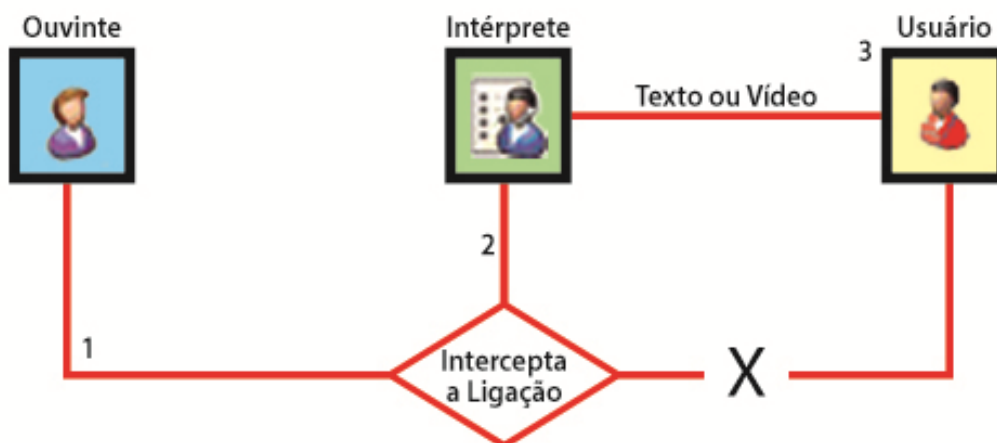 Ouvinte
Intérprete
Usuário
3
Texto ou Vídeo
2
1
Intercepta
a Ligação
X